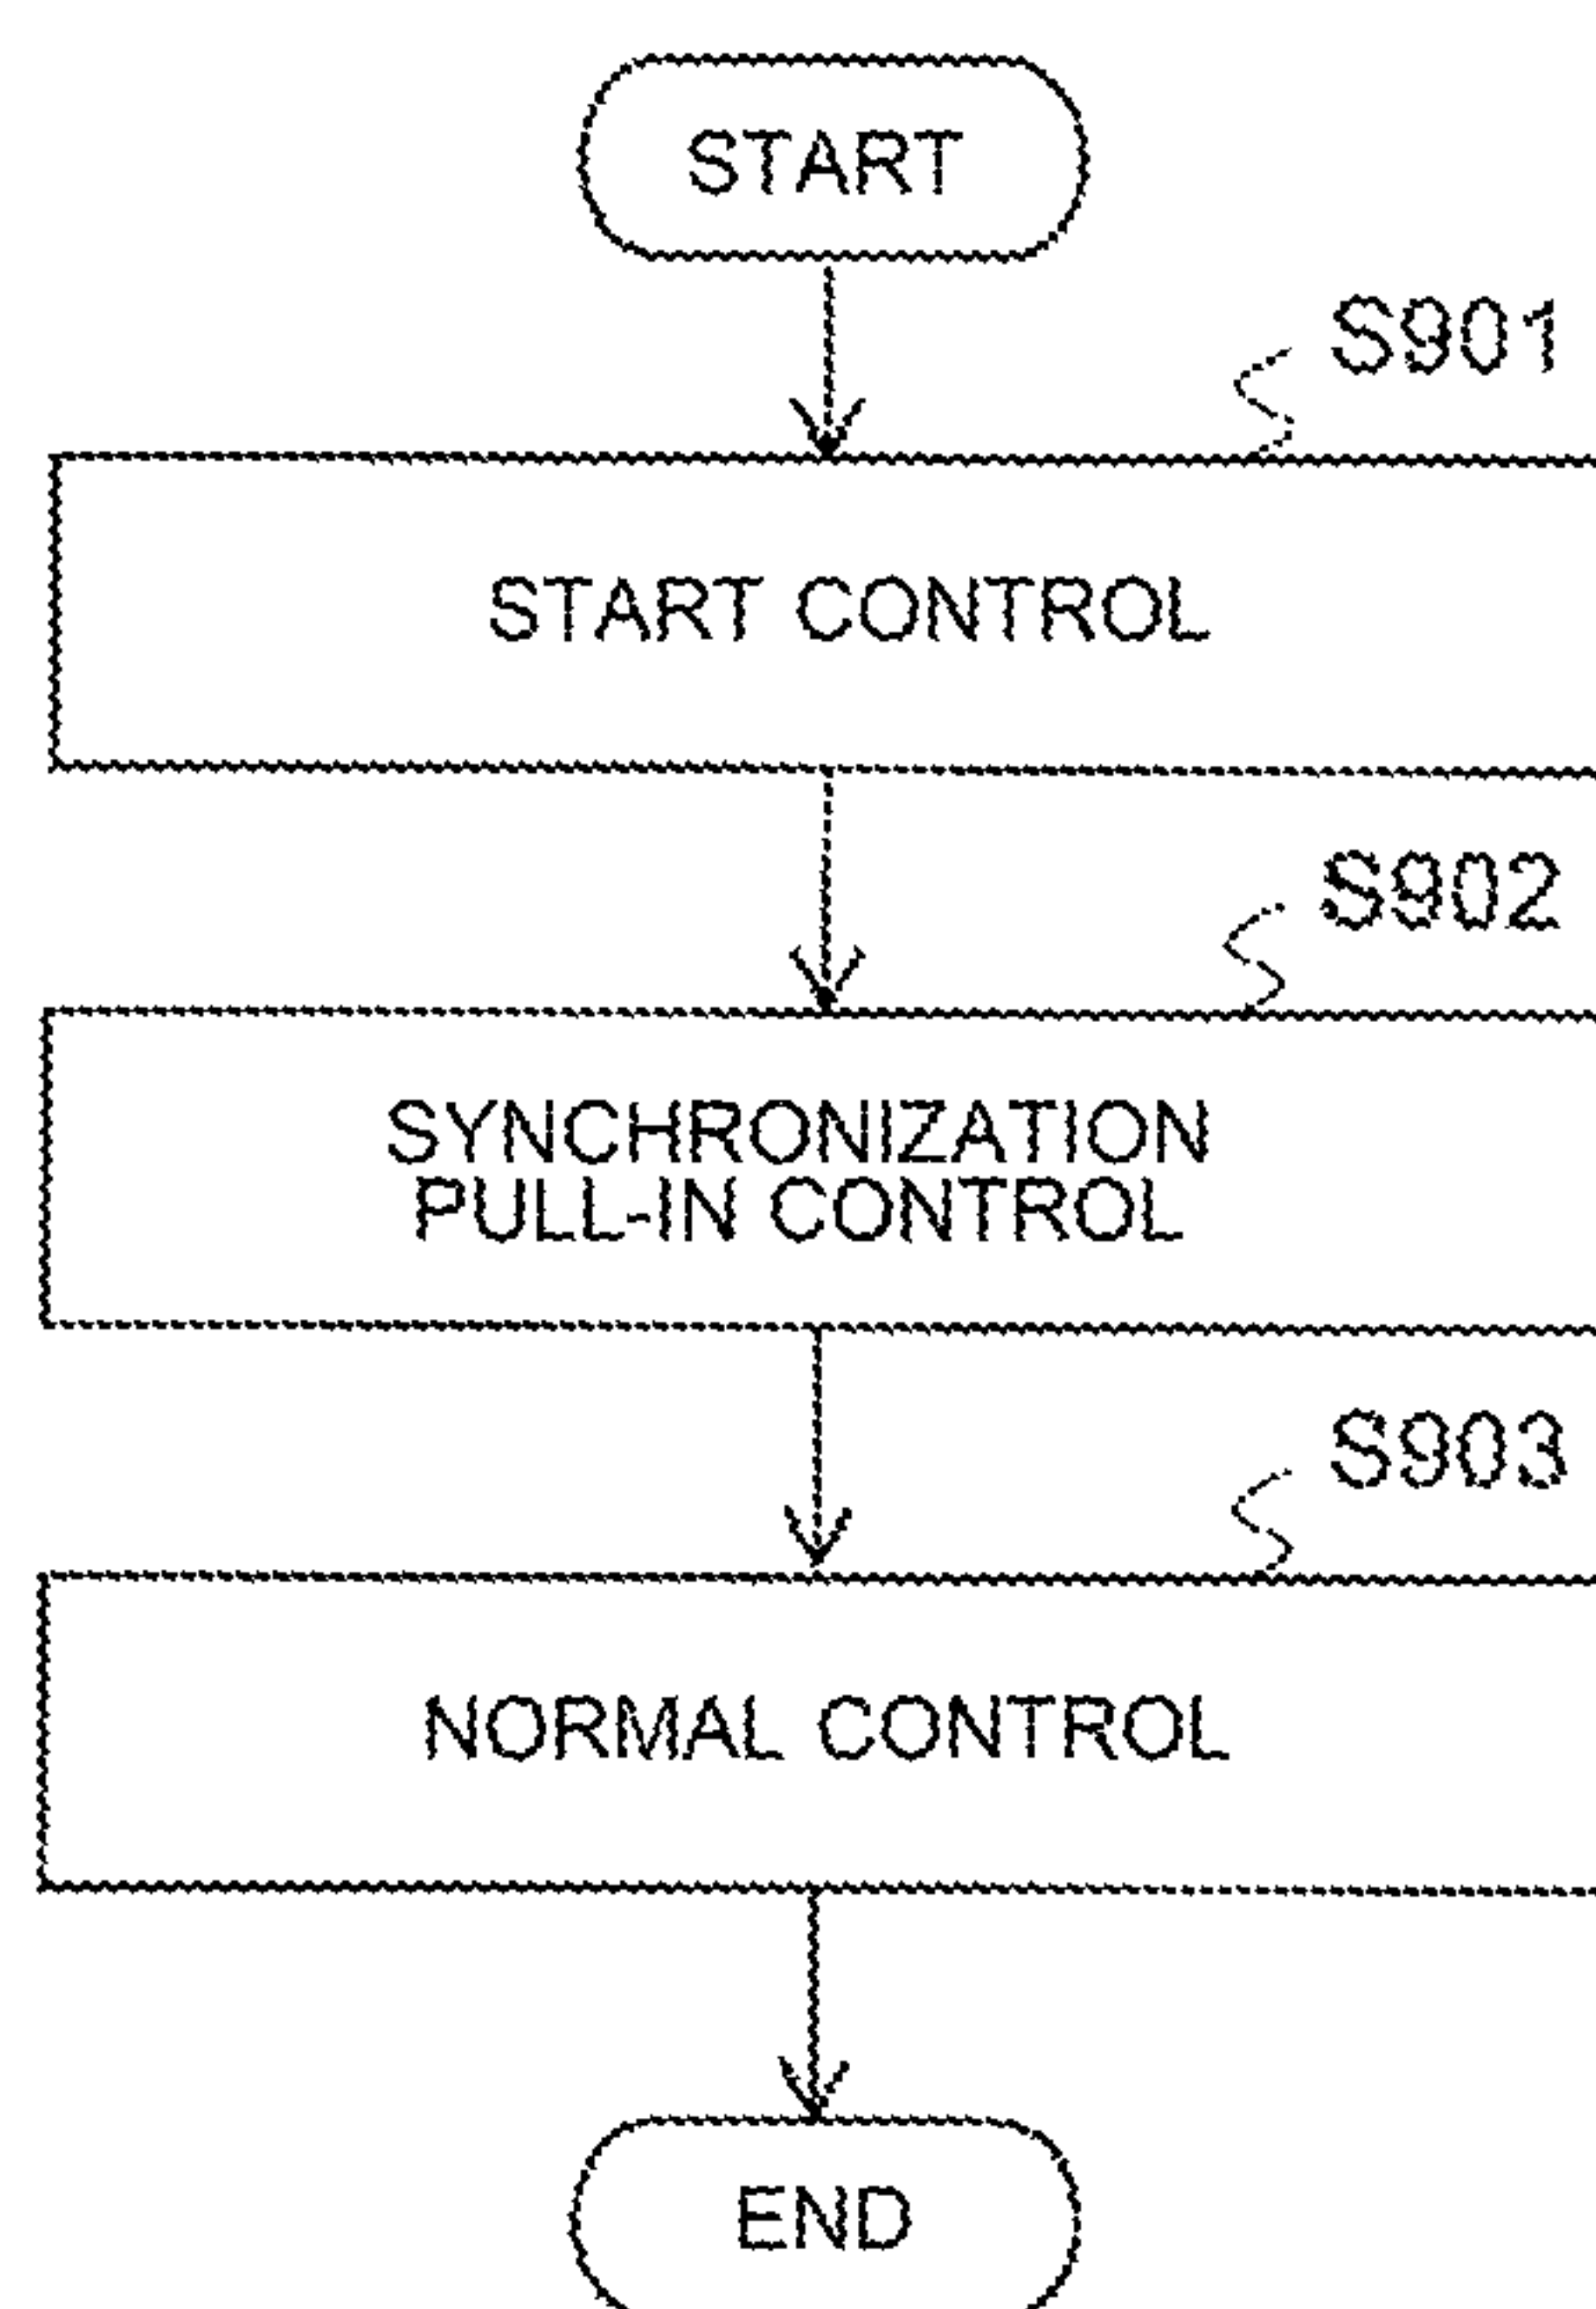 START
S901
START CONTROL
S902
SYNCHRONIZATION
PULL-IN CONTROL
S903
NORMAL CONTROL
END